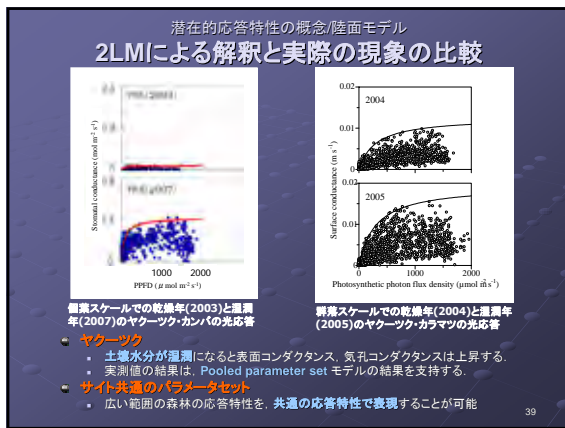 潜在的応答特性の概念/陸面モデル
2LMによる解釈と実際の現象の比較
Stomatal conductance (mol m-2 s-1)
1000 2000
PPFD (μ mol m-2 s-1)
0.02
2004
0.01
0
0.02
2005
0.01
0
Surface conductance (m s-1)
0 1000 2000
Photosynthetic photon flux density (μmol m-2 s-1)
個葉スケールでの乾燥年(2003)と湿潤
年(2007)のヤクーツク・カンバの光応答
群落スケールでの乾燥年(2004)と湿潤年
(2005)のヤクーツク・カラマツの光応答
ヤクーツク
土壌水分が湿潤になると表面コンダクタンス，気孔コンダクタンスは上昇する．
実測値の結果は，Pooled parameter set モデルの結果を支持する．
サイト共通のパラメータセット
広い範囲の森林の応答特性を，共通の応答特性で表現することが可能
39